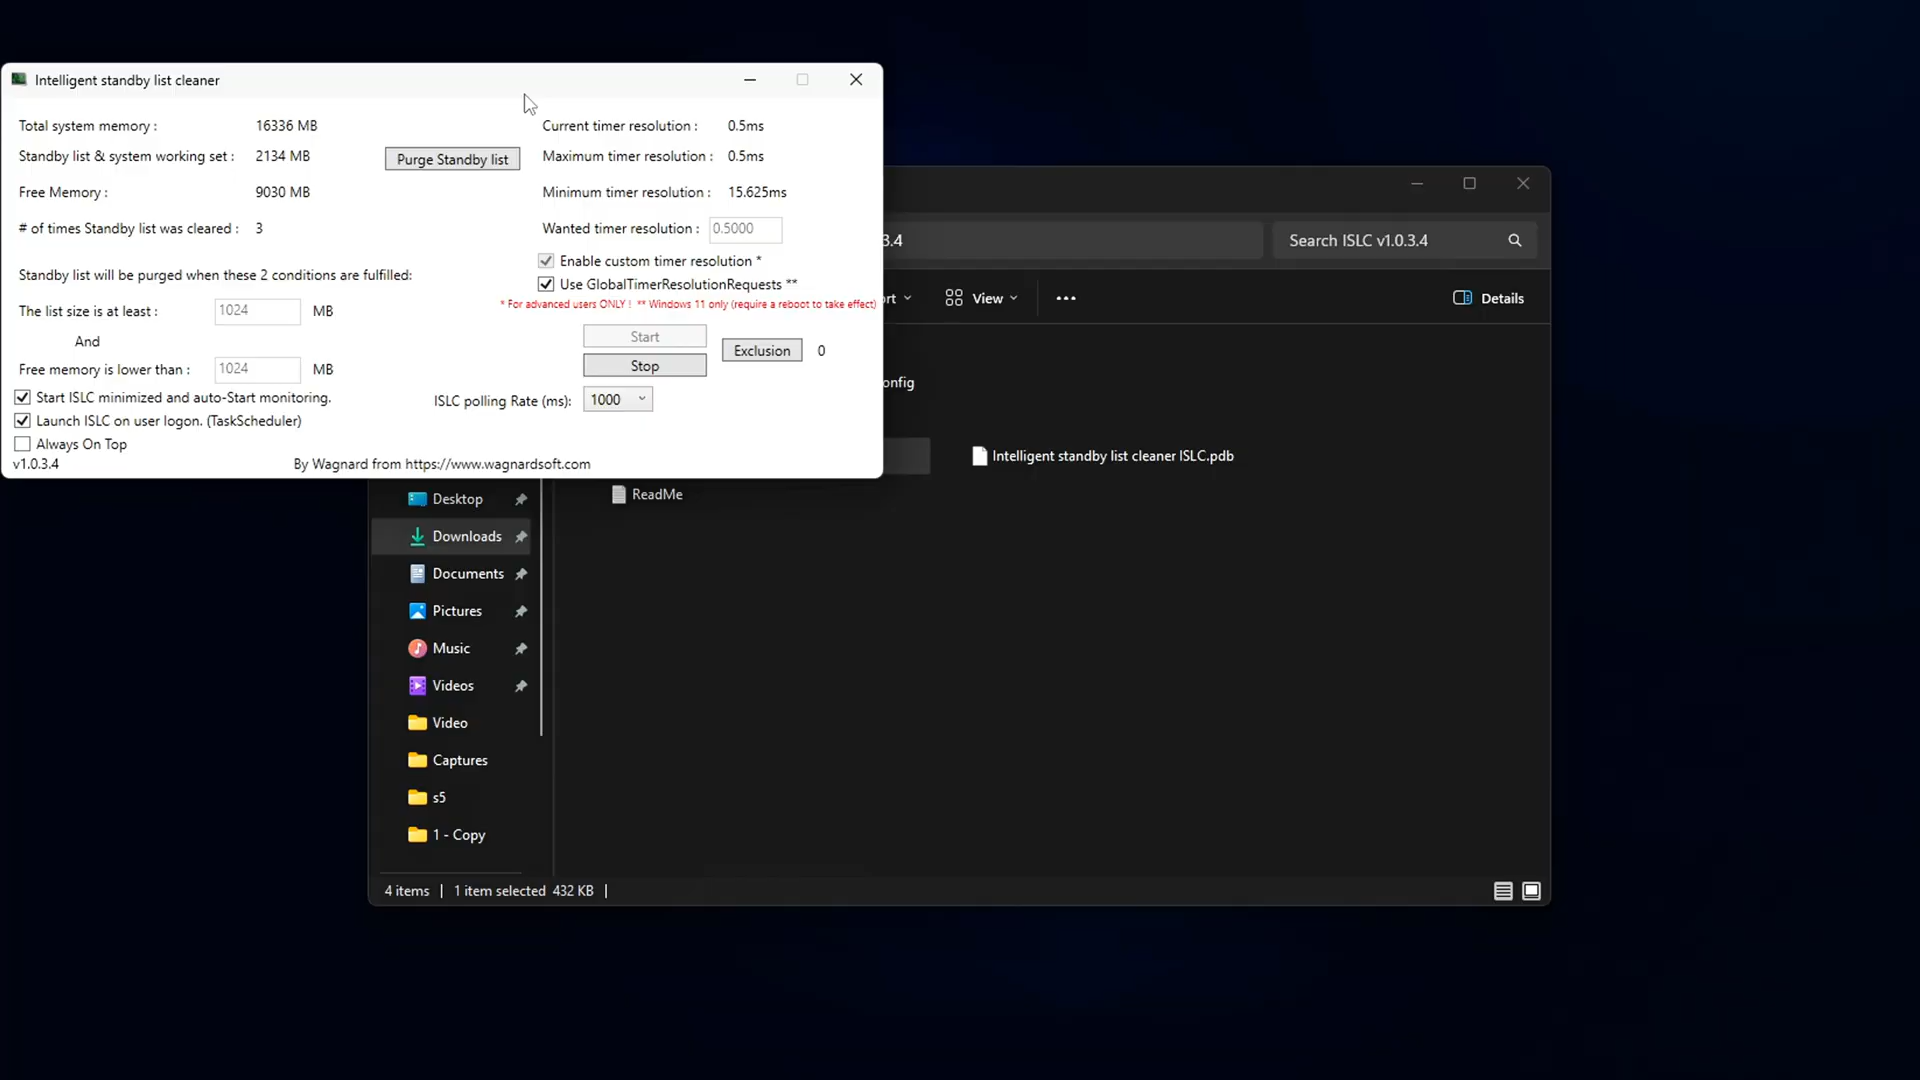 Intelligent standby list cleaner
Total system memory : 16336 MB
Standby list & system working set : 2134 MB
Purge Standby list
Free Memory : 9030 MB
# of times Standby list was cleared : 3
Standby list will be purged when these 2 conditions are fulfilled:
The list size is at least : 1024 MB
And
Free memory is lower than : 1024 MB
Start ISLC minimized and auto-Start monitoring.
Launch ISLC on user logon. (TaskScheduler)
Always On Top
v1.0.3.4
By Wagnard from https://www.wagnardsoft.com
Current timer resolution : 0.5ms
Maximum timer resolution : 0.5ms
Minimum timer resolution : 15.625ms
Wanted timer resolution : 0.5000
Enable custom timer resolution *
Use GlobalTimerResolutionRequests **
* For advanced users ONLY ! ** Windows 11 only (require a reboot to take effect)
Start
Stop
Exclusion 0
ISLC polling Rate (ms): 1000
3.4
Search ISLC v1.0.3.4
rt
View
Details
onfig
Intelligent standby list cleaner ISLC.pdb
ReadMe
Desktop
Downloads
Documents
Pictures
Music
Videos
Video
Captures
s5
1 - Copy
4 items | 1 item selected 432 KB |